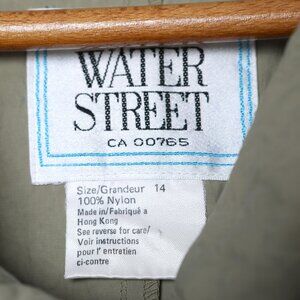 WATER
STREET
CA 00765
Size/Grandeur 14
100% Nylon
Made in/Fabriqué à
Hong Kong
See reverse for care/
Voir instructions
pour l' entretien
ci-contre